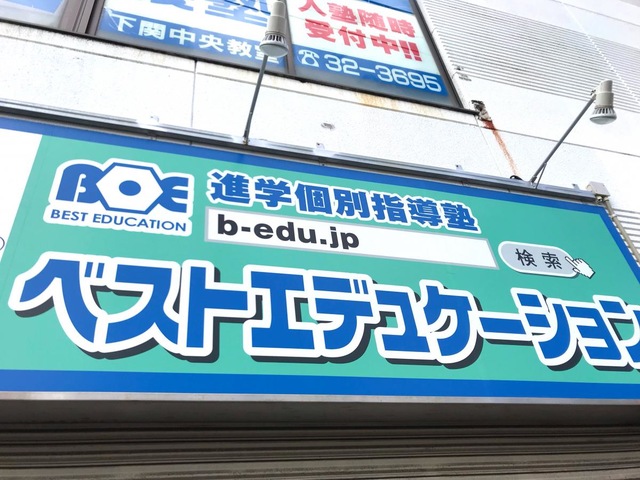 入塾随時
受付中!!
下関中央教室
☎32-3695
BOE
BEST EDUCATION
進学個別指導塾
b-edu.jp
検索
ベストエデュケーション